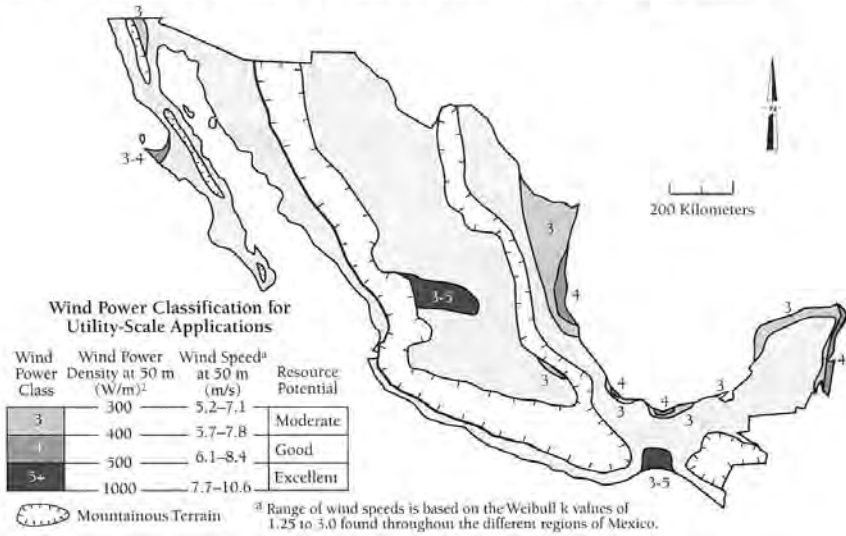 3
N
3-4
200 Kilometers
3
4
3-5
Wind Power Classification for
Utility-Scale Applications
3
4
Wind Wind Power Wind Speedᵃ
Power Density at 50 m at 50 m Resource
Class (W/m)² (m/s) Potential
300 5.2–7.1
3 Moderate
400 5.7–7.8
4 Good
500 6.1–8.4
5+ Excellent
1000 7.7–10.6
3
4
3
4
3
3
3-5
Mountainous Terrain
ᵃ Range of wind speeds is based on the Weibull k values of
1.25 to 3.0 found throughout the different regions of Mexico.